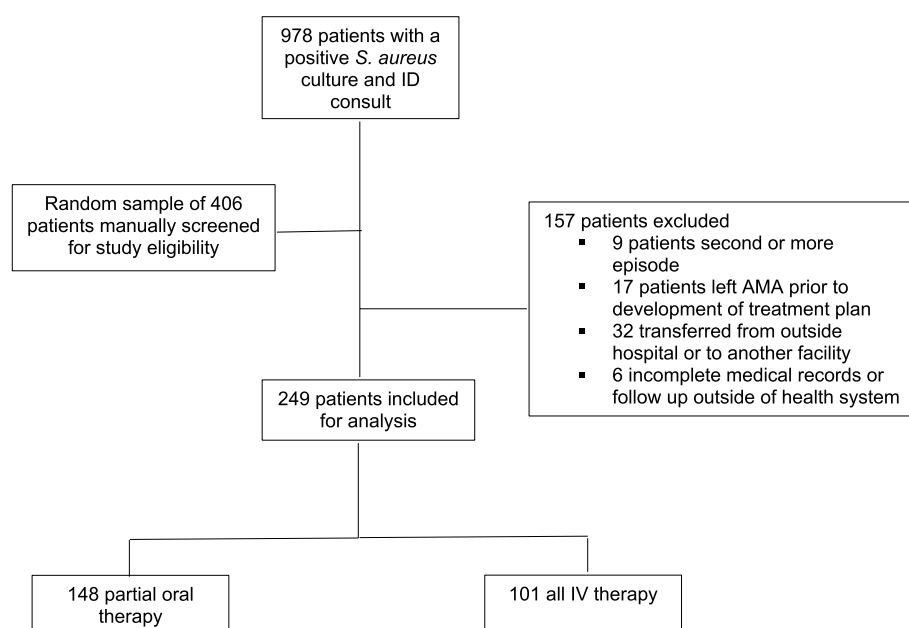 978 patients with a
positive S. aureus
culture and ID
consult
Random sample of 406
patients manually screened
for study eligibility
157 patients excluded
▪ 9 patients second or more
episode
▪ 17 patients left AMA prior to
development of treatment plan
▪ 32 transferred from outside
hospital or to another facility
▪ 6 incomplete medical records or
follow up outside of health system
249 patients included
for analysis
148 partial oral
therapy
101 all IV therapy